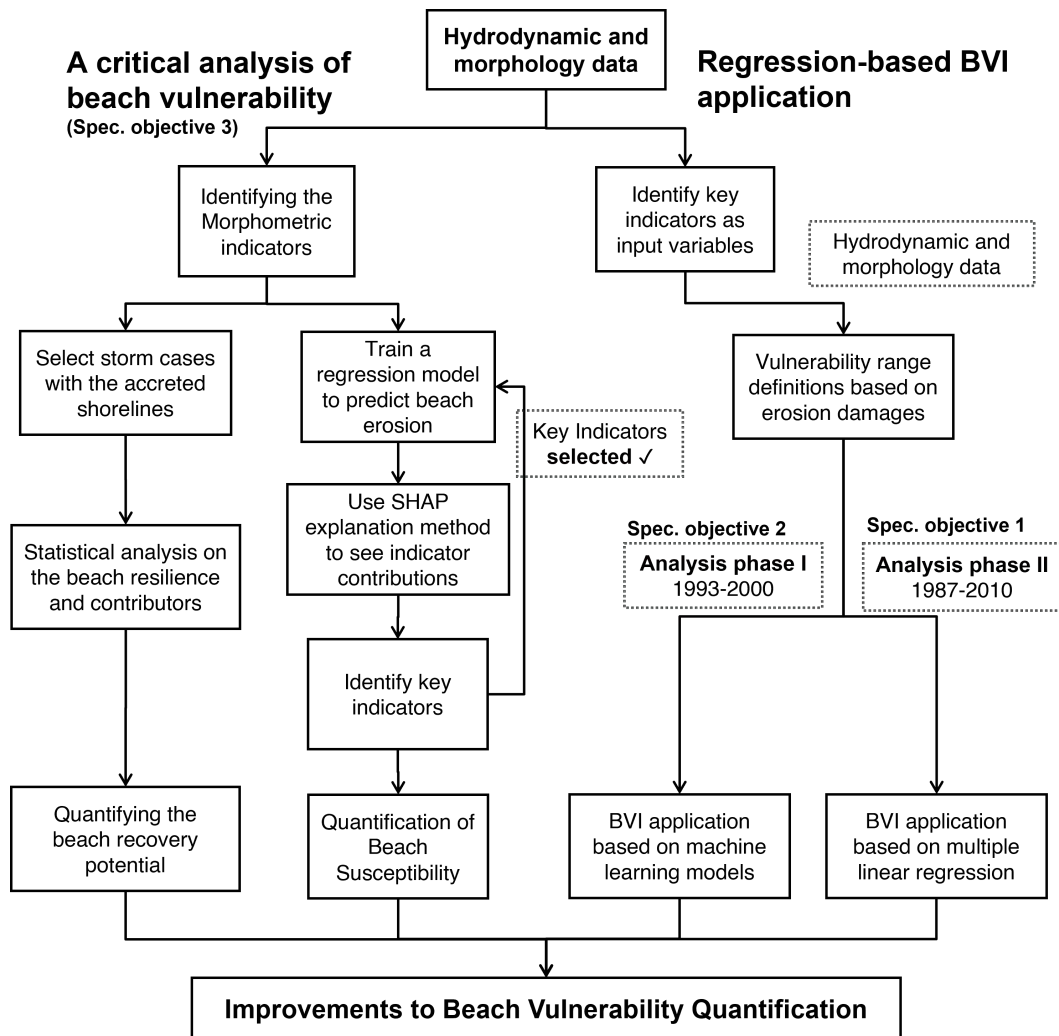 Hydrodynamic and
morphology data
A critical analysis of
beach vulnerability
(Spec. objective 3)
Regression-based BVI
application
Identifying the
Morphometric
indicators
Identify key
indicators as
input variables
Hydrodynamic and
morphology data
Select storm cases
with the accreted
shorelines
Train a
regression model
to predict beach
erosion
Vulnerability range
definitions based on
erosion damages
Key Indicators
selected ✓
Use SHAP
explanation method
to see indicator
contributions
Statistical analysis on
the beach resilience
and contributors
Spec. objective 2
Analysis phase I
1993-2000
Spec. objective 1
Analysis phase II
1987-2010
Identify key
indicators
Quantifying the
beach recovery
potential
Quantification of
Beach
Susceptibility
BVI application
based on machine
learning models
BVI application
based on multiple
linear regression
Improvements to Beach Vulnerability Quantification